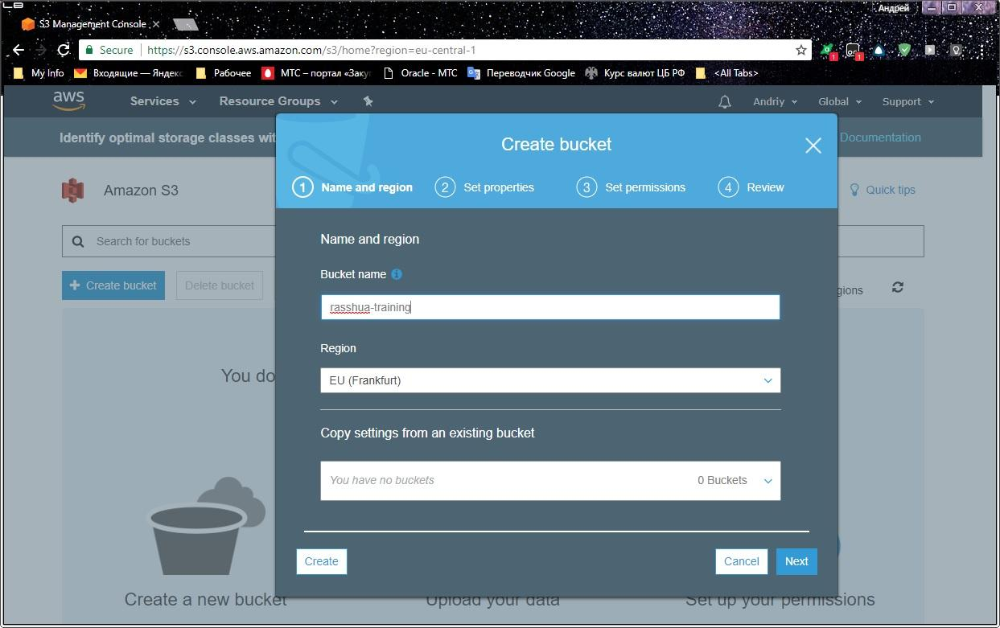 Андрей
S3 Management Console
Secure https://s3.console.aws.amazon.com/s3/home?region=eu-central-1
1 1
My Info Входящие — Яндекс Рабочее МТС – портал «Заку Oracle - МТС Переводчик Google Курс валют ЦБ РФ <All Tabs>
aws Services Resource Groups Andriy Global Support
Identify optimal storage classes wit Documentation
Create bucket
1 Name and region 2 Set properties 3 Set permissions 4 Review
Amazon S3 Quick tips
Name and region
Search for buckets
Bucket name
Create bucket Delete bucket gions
rasshua-training
Region
You do
EU (Frankfurt)
Copy settings from an existing bucket
You have no buckets 0 Buckets
Create Cancel Next
Create a new bucket Upload your data Set up your permissions